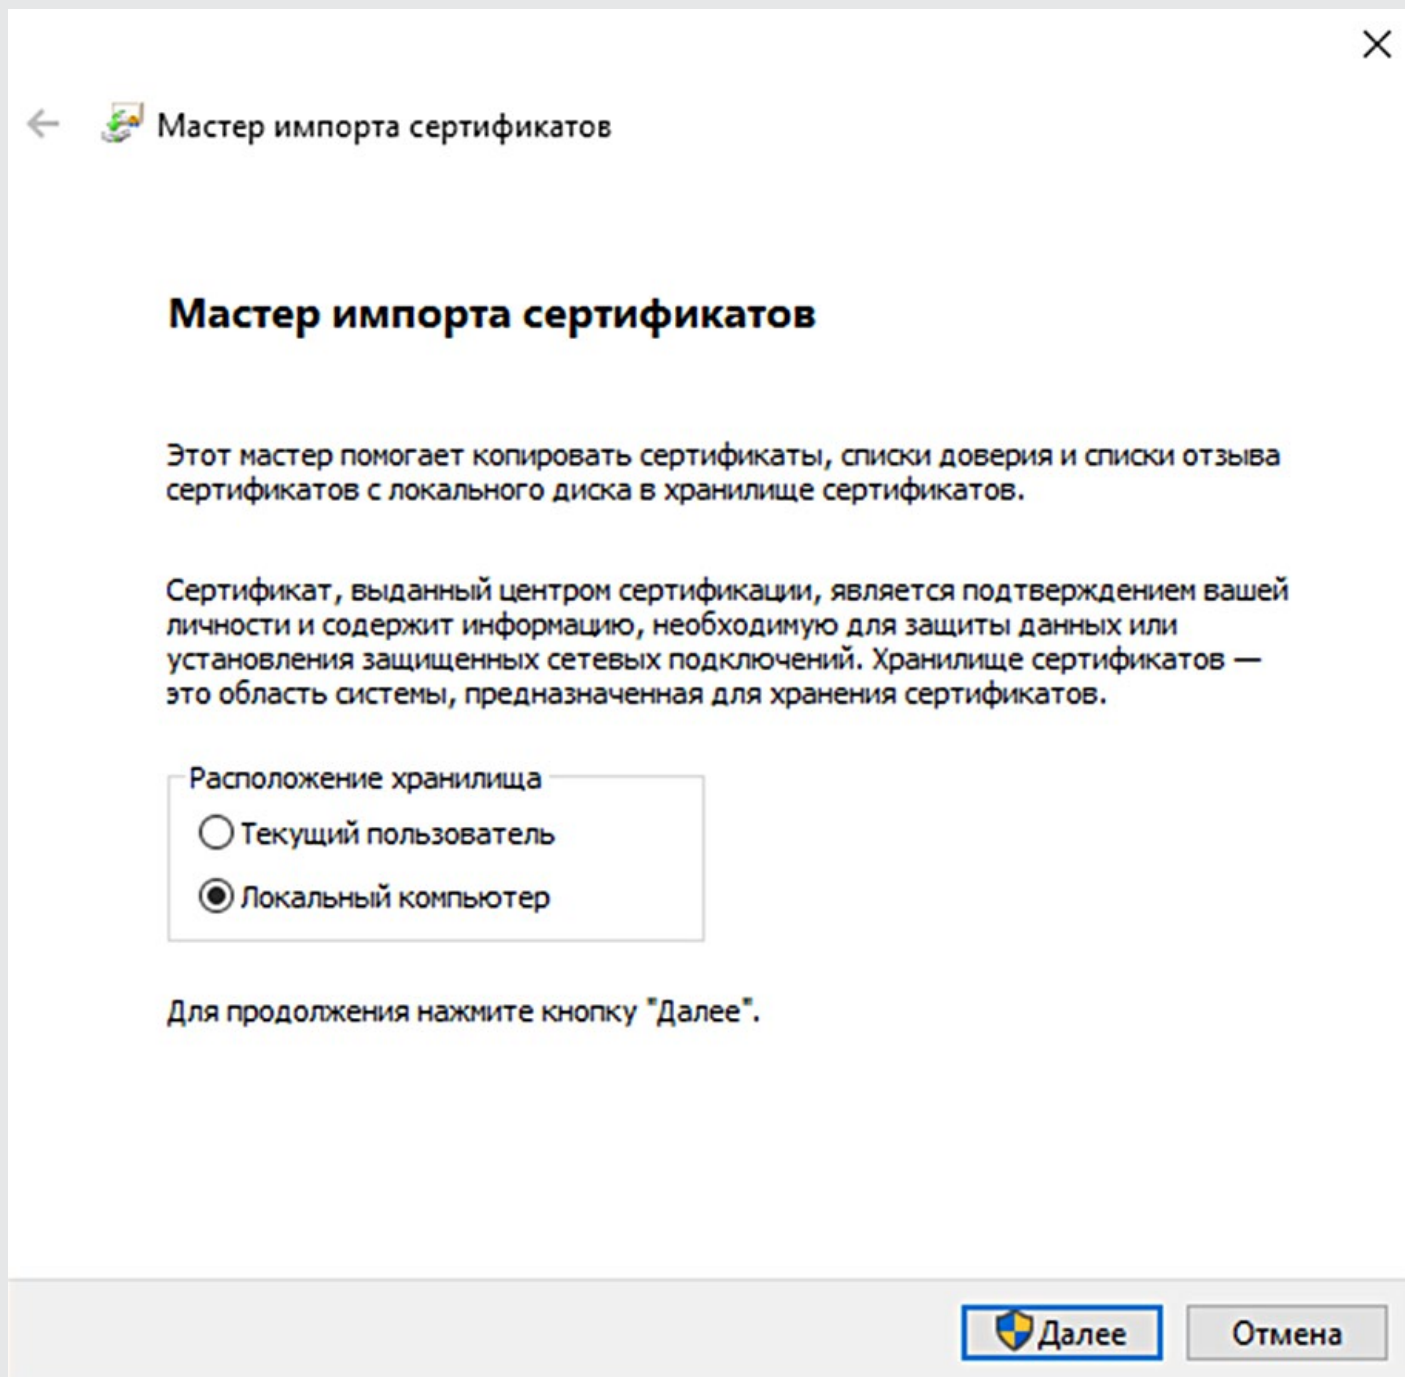 Мастер импорта сертификатов
Мастер импорта сертификатов
Этот мастер помогает копировать сертификаты, списки доверия и списки отзыва
сертификатов с локального диска в хранилище сертификатов.
Сертификат, выданный центром сертификации, является подтверждением вашей
личности и содержит информацию, необходимую для защиты данных или
установления защищенных сетевых подключений. Хранилище сертификатов —
это область системы, предназначенная для хранения сертификатов.
Расположение хранилища
Текущий пользователь
Локальный компьютер
Для продолжения нажмите кнопку "Далее".
Далее
Отмена